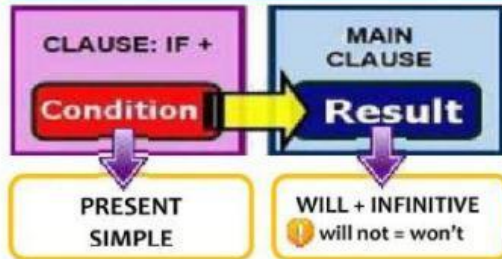 CLAUSE: IF +
Condition
PRESENT
SIMPLE
MAIN
CLAUSE
Result
WILL + INFINITIVE
! will not = won't